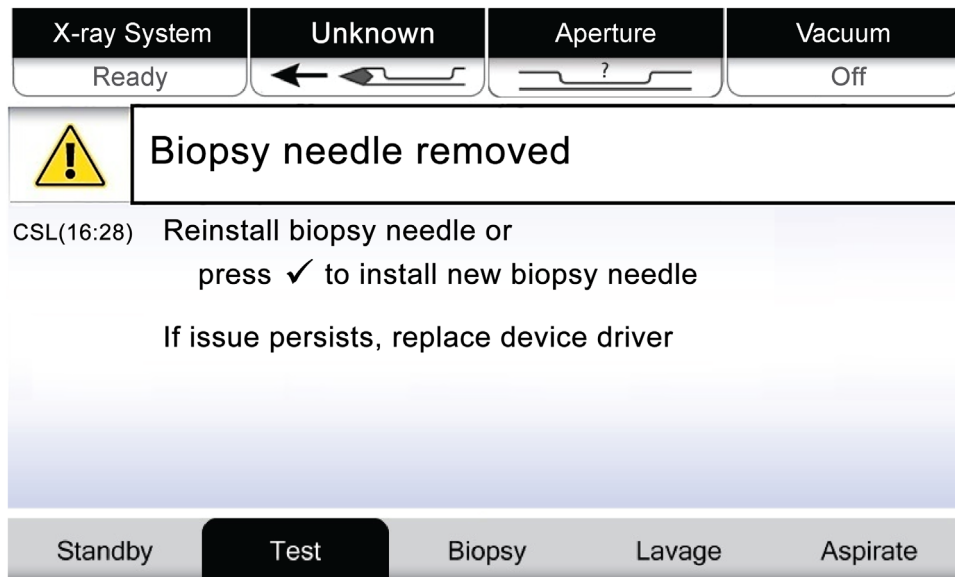 X-ray System Unknown Aperture Vacuum
Ready ? Off
Biopsy needle removed
CSL(16:28) Reinstall biopsy needle or
press ✓ to install new biopsy needle
If issue persists, replace device driver
Standby Test Biopsy Lavage Aspirate